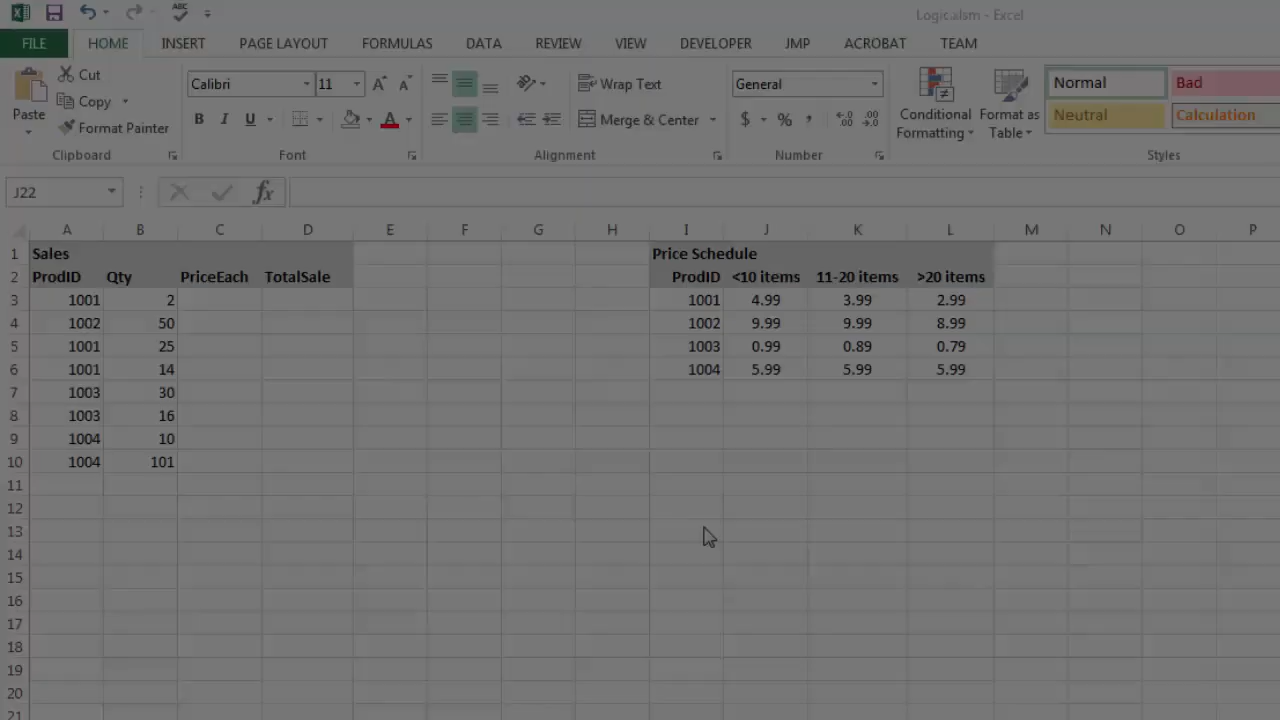 ABC
Logic.alsm - Excel
FILE HOME INSERT PAGE LAYOUT FORMULAS DATA REVIEW VIEW DEVELOPER JMP ACROBAT TEAM
Cut
Copy
Format Painter
Paste
Clipboard
Calibri 11
B I U A
Font
Wrap Text
Merge & Center
Alignment
General
$ % ,
Number
Conditional Formatting
Format as Table
Normal Bad
Neutral Calculation
Styles
J22 fx
A B C D E F G H I J K L M N O P
1 Sales Price Schedule
2 ProdID Qty PriceEach TotalSale ProdID <10 items 11-20 items >20 items
3 1001 2 1001 4.99 3.99 2.99
4 1002 50 1002 9.99 9.99 8.99
5 1001 25 1003 0.99 0.89 0.79
6 1001 14 1004 5.99 5.99 5.99
7 1003 30
8 1003 16
9 1004 10
10 1004 101
11
12
13
14
15
16
17
18
19
20
21